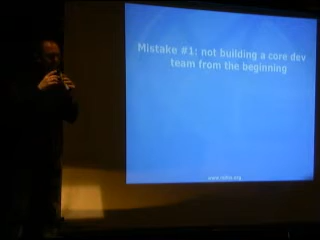 Mistake #1: not building a core dev
team from the beginning